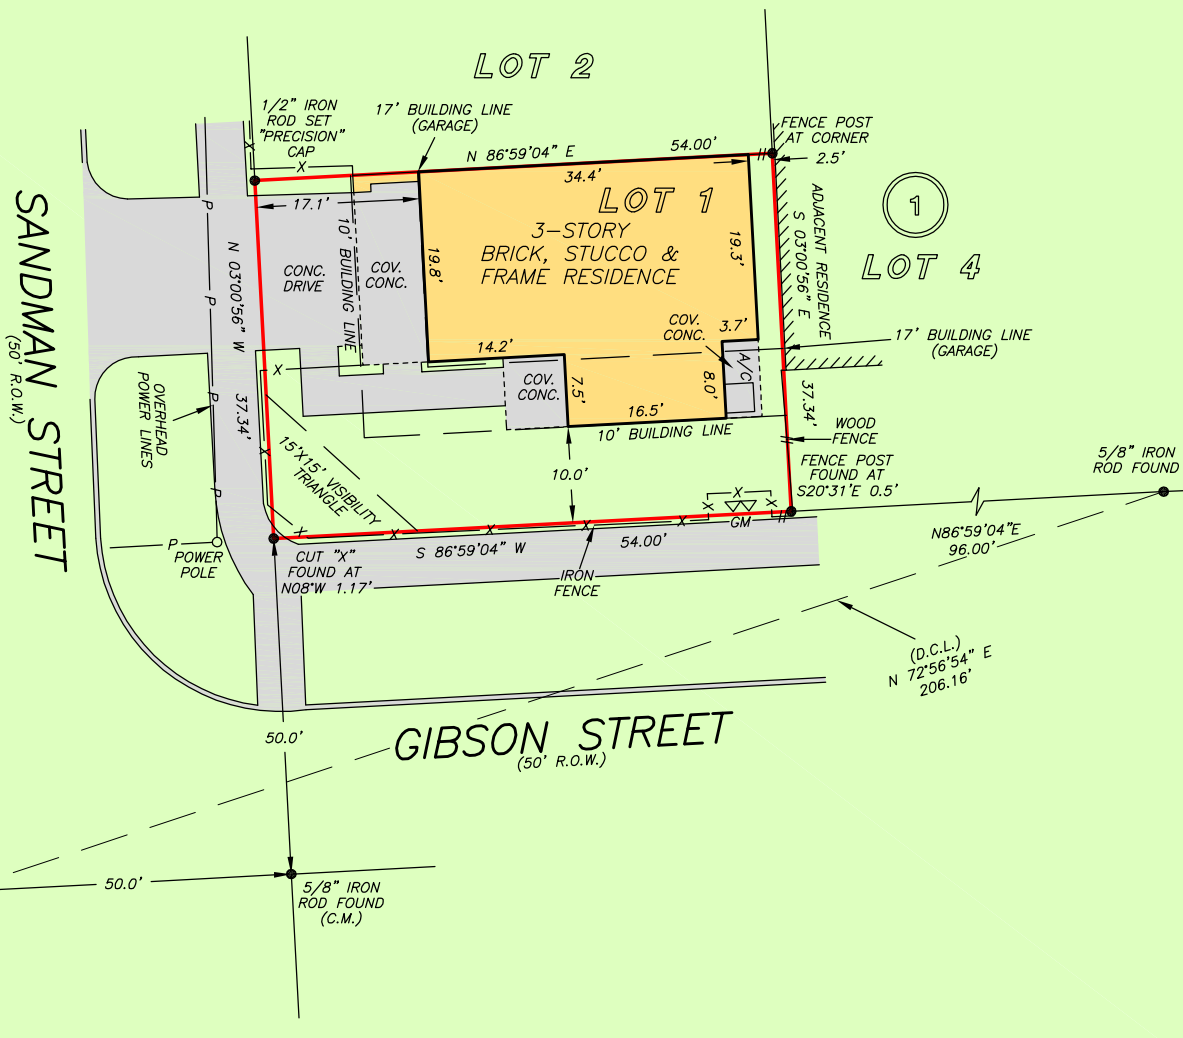 LOT 2
1/2" IRON
ROD SET
"PRECISION"
CAP
17' BUILDING LINE
(GARAGE)
N 86°59'04" E
54.00'
FENCE POST
AT CORNER
2.5'
34.4'
LOT 1
3-STORY
BRICK, STUCCO &
FRAME RESIDENCE
17.1'
10' BUILDING LINE
CONC.
DRIVE
COV.
CONC.
19.8'
19.3'
ADJACENT RESIDENCE
S 03°00'56" E
1
LOT 4
SANDMAN STREET
(50' R.O.W.)
P
P
P
P
P
N 03°00'56" W
37.34'
COV.
CONC.
3.7'
A/C
8.0'
17' BUILDING LINE
(GARAGE)
14.2'
COV.
CONC.
7.5'
16.5'
10' BUILDING LINE
37.34'
WOOD
FENCE
OVERHEAD
POWER LINES
15'X15' VISIBILITY
TRIANGLE
10.0'
FENCE POST
FOUND AT
S20°31'E 0.5'
5/8" IRON
ROD FOUND
X
X
X
X
X
X
X
X
X
X
X
X
GM
POWER
POLE
CUT "X"
FOUND AT
N08°W 1.17'
S 86°59'04" W
54.00'
IRON
FENCE
N86°59'04"E
96.00'
(D.C.L.)
N 72°56'54" E
206.16'
GIBSON STREET
(50' R.O.W.)
50.0'
50.0'
5/8" IRON
ROD FOUND
(C.M.)